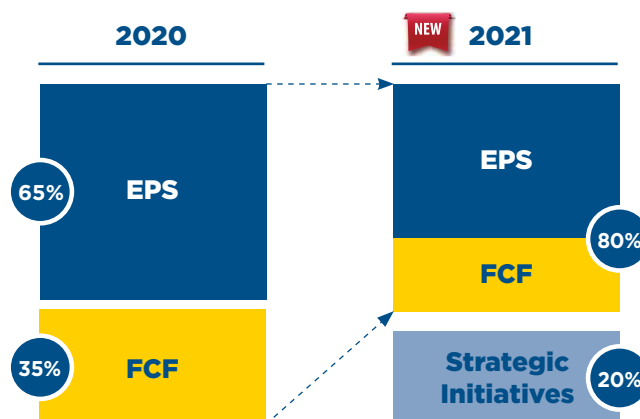 2020
NEW 2021
EPS
65%
FCF
35%
EPS
80%
FCF
Strategic
Initiatives
20%